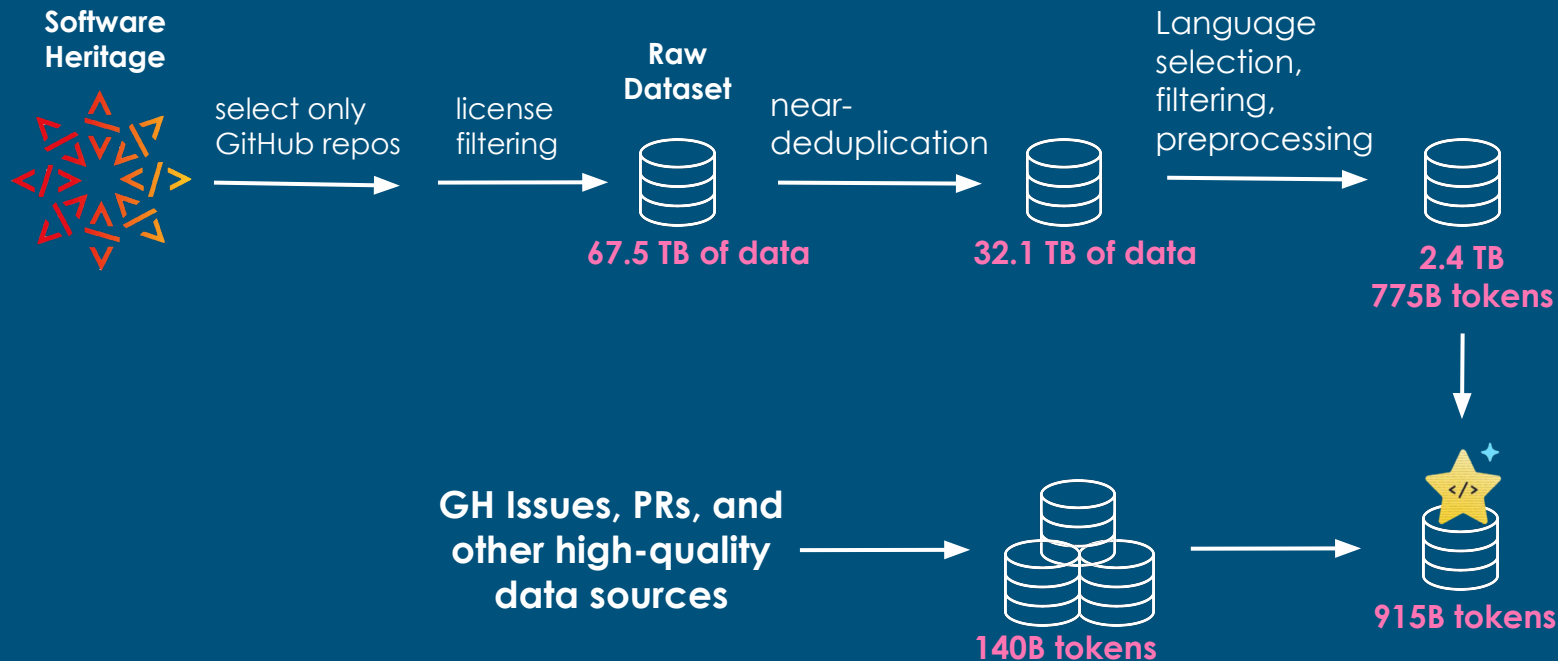 Software
Heritage
select only
GitHub repos
license
filtering
Raw
Dataset
near-
deduplication
Language
selection,
filtering,
preprocessing
67.5 TB of data
32.1 TB of data
2.4 TB
775B tokens
GH Issues, PRs, and
other high-quality
data sources
</>
140B tokens
915B tokens